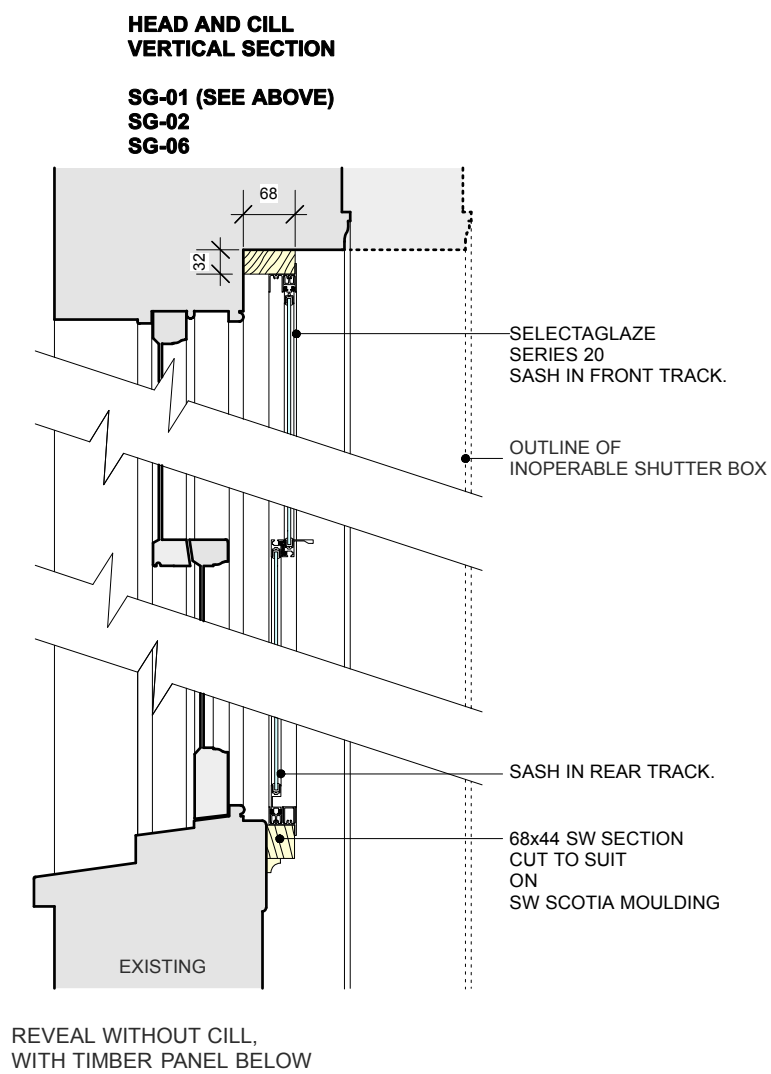 HEAD AND CILL
VERTICAL SECTION
SG-01 (SEE ABOVE)
SG-02
SG-06
68
32
SELECTAGLAZE
SERIES 20
SASH IN FRONT TRACK.
OUTLINE OF
INOPERABLE SHUTTER BOX
SASH IN REAR TRACK.
68x44 SW SECTION
CUT TO SUIT
ON
SW SCOTIA MOULDING
EXISTING
REVEAL WITHOUT CILL,
WITH TIMBER PANEL BELOW